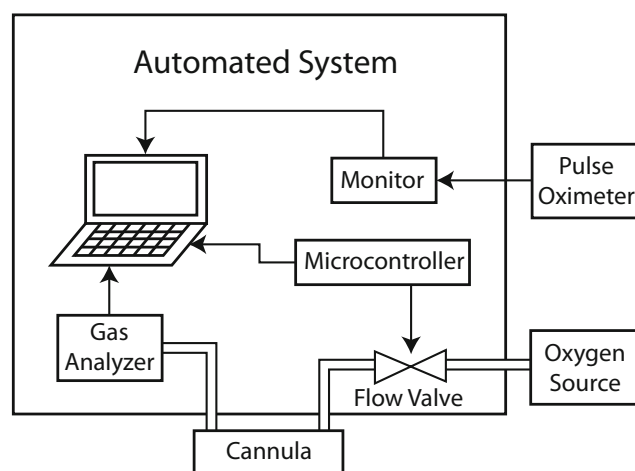 Automated System
Monitor
Pulse
Oximeter
Microcontroller
Gas
Analyzer
Flow Valve
Oxygen
Source
Cannula